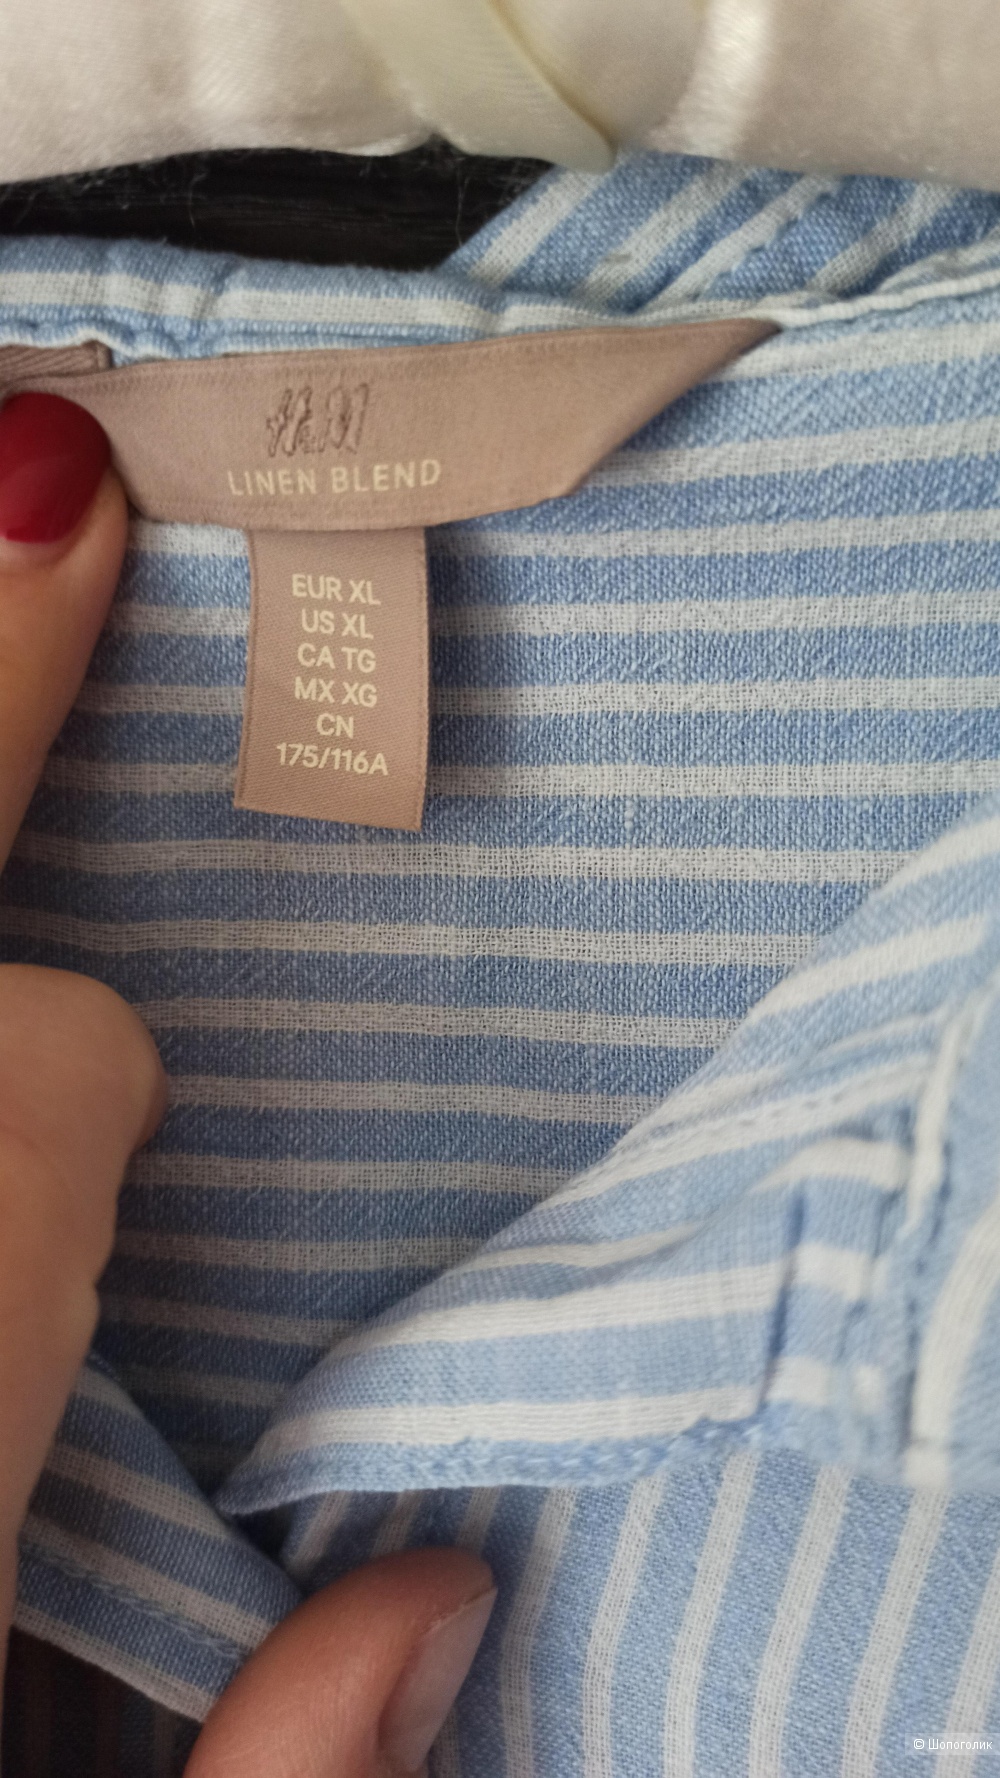 H&M
LINEN BLEND
EUR XL
US XL
CA TG
MX XG
CN
175/116A
© Шопоголик